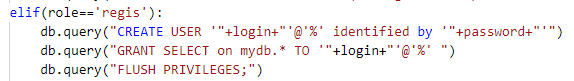 elif(role=='regis'):
db.query("CREATE USER '"+login+"'@'%' identified by '"+password+"'")
db.query("GRANT SELECT on mydb.* TO '"+login+"'@'%' ")
db.query("FLUSH PRIVILEGES;")